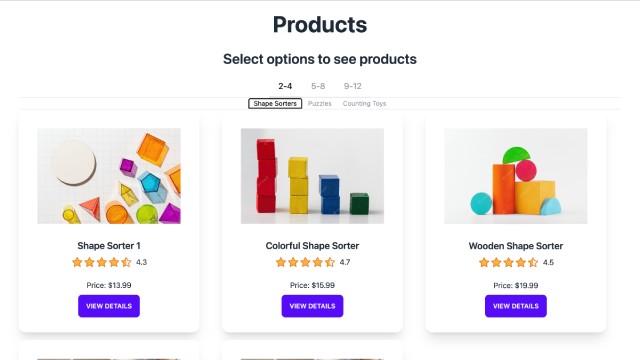 Products
Select options to see products
2-4 5-8 9-12
Shape Sorters Puzzles Counting Toys
Shape Sorter 1
4.3
Price: $13.99
VIEW DETAILS
Colorful Shape Sorter
4.7
Price: $15.99
VIEW DETAILS
Wooden Shape Sorter
4.5
Price: $19.99
VIEW DETAILS